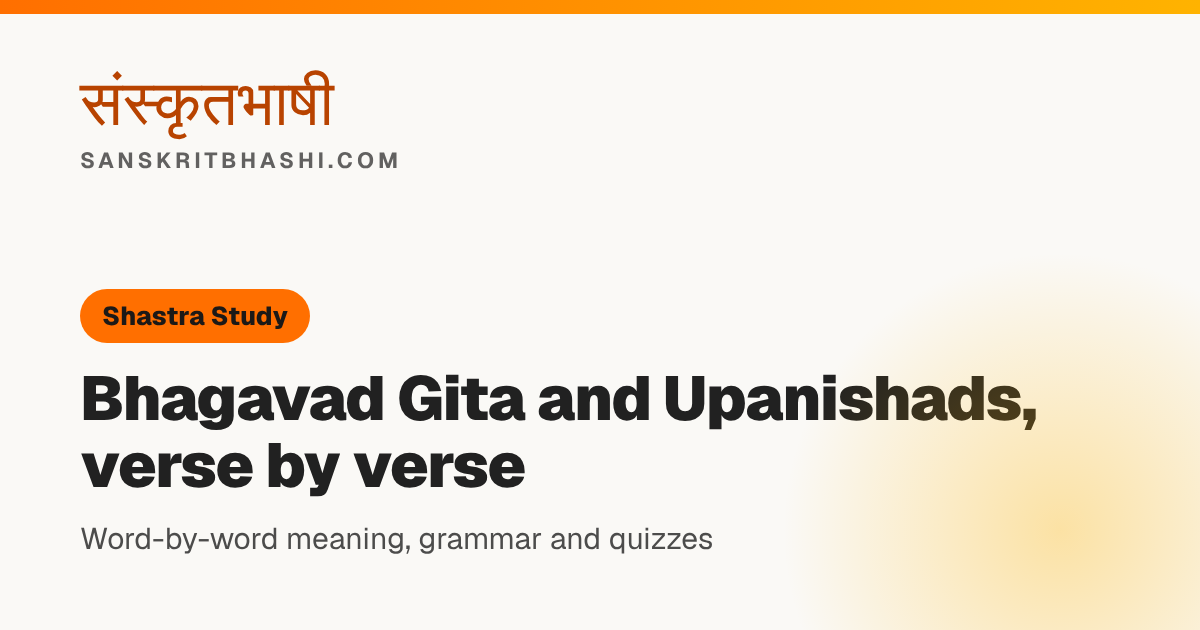 संस्कृतभाषी
SANSKRITBHASHI.COM
Shastra Study
Bhagavad Gita and Upanishads,
verse by verse
Word-by-word meaning, grammar and quizzes